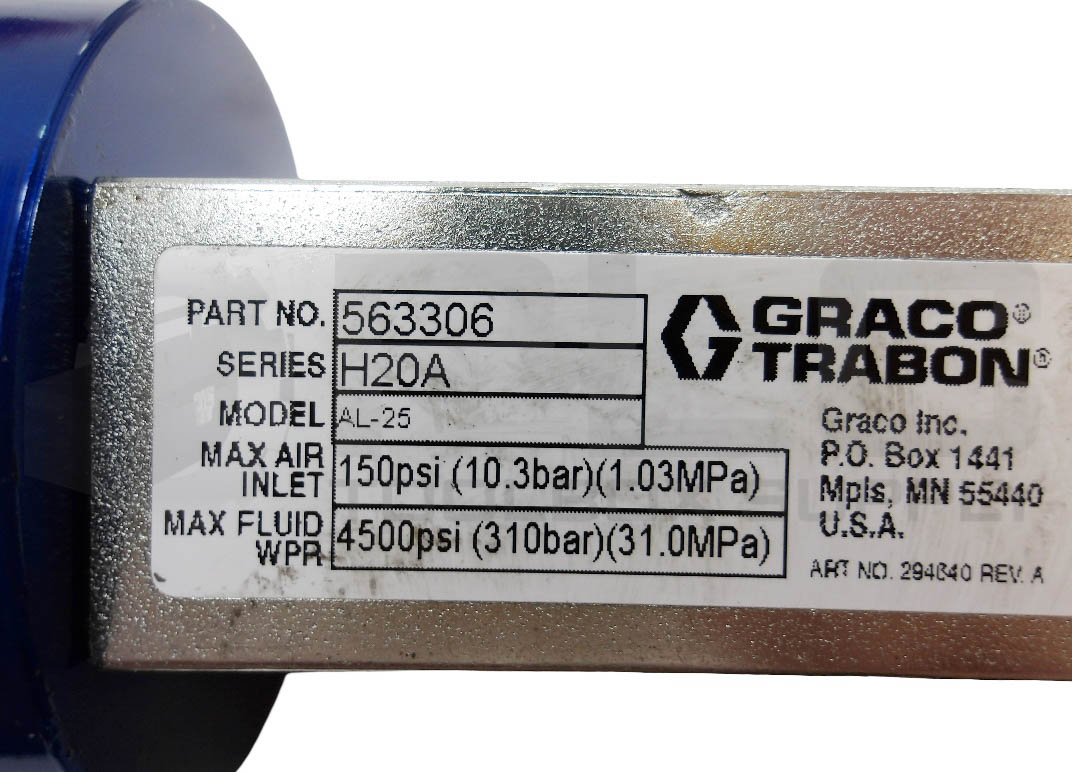 PART NO. 563306
SERIES H20A
MODEL AL-25
MAX AIR
INLET 150psi (10.3bar)(1.03MPa)
MAX FLUID
WPR 4500psi (310bar)(31.0MPa)
GRACO®
TRABON®
Graco Inc.
P.O. Box 1441
Mpls, MN 55440
U.S.A.
ART NO. 294640 REV. A